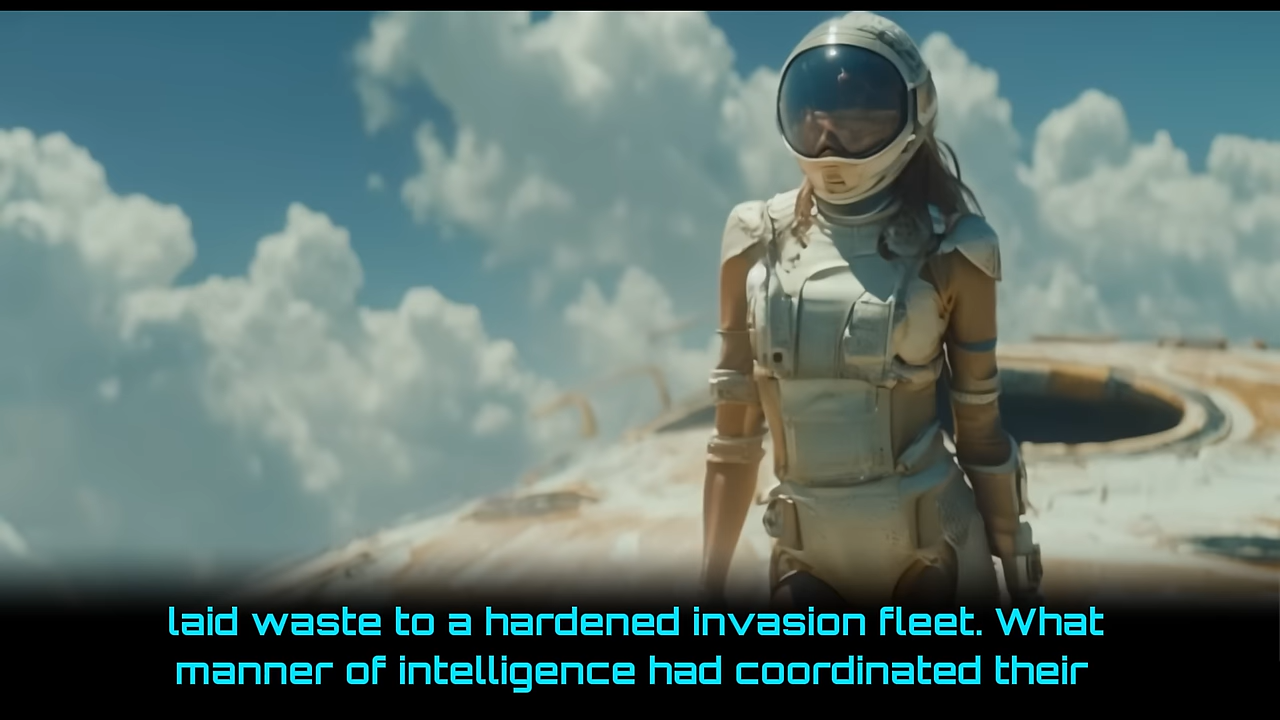 laid waste to a hardened invasion fleet. What
manner of intelligence had coordinated their